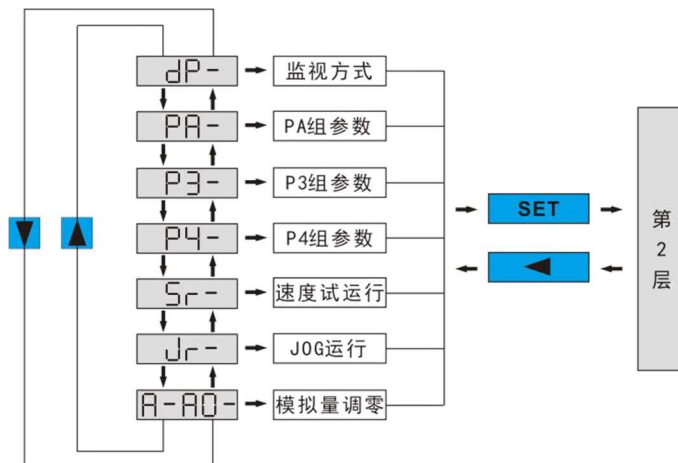 dP- 监视方式
PA- PA组参数
P3- P3组参数
P4- P4组参数
Sr- 速度试运行
Jr- JOG运行
A-A0- 模拟量调零
SET
第2层